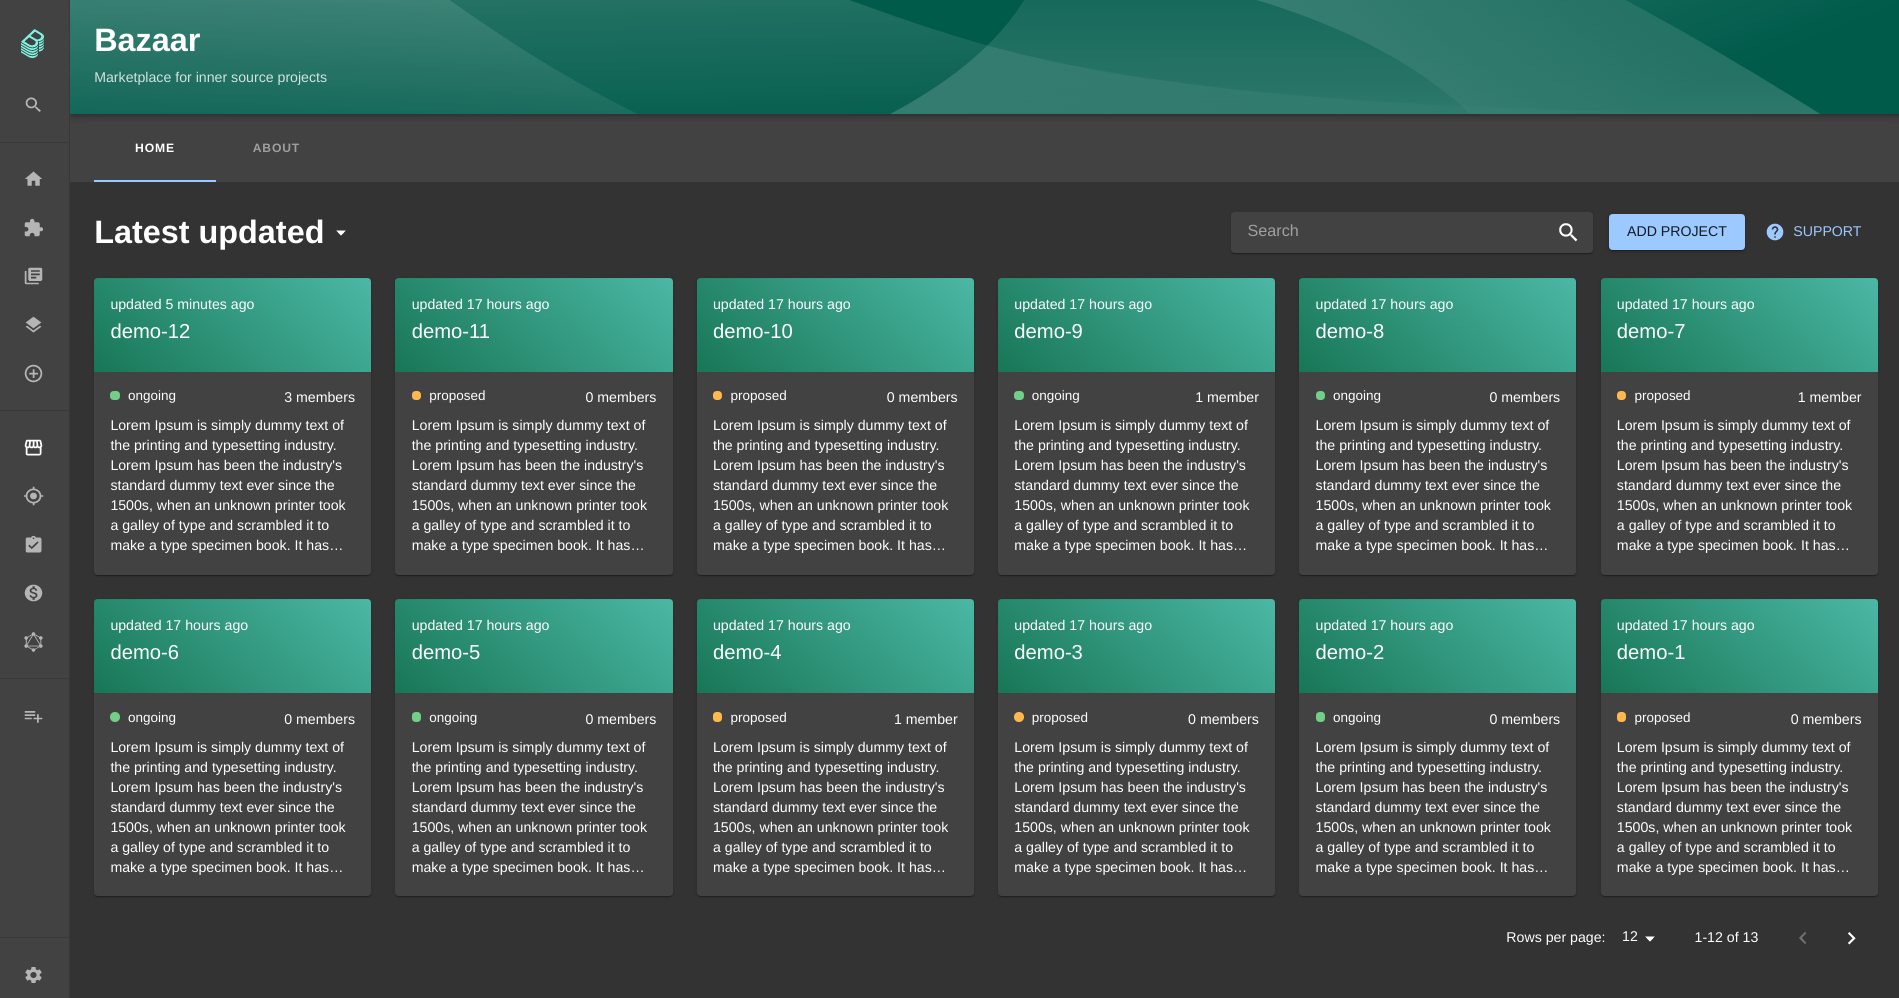 Bazaar
Marketplace for inner source projects
HOME
ABOUT
Latest updated
Search
ADD PROJECT
SUPPORT
updated 5 minutes ago
demo-12
ongoing
3 members
Lorem Ipsum is simply dummy text of
the printing and typesetting industry.
Lorem Ipsum has been the industry's
standard dummy text ever since the
1500s, when an unknown printer took
a galley of type and scrambled it to
make a type specimen book. It has…
updated 17 hours ago
demo-11
proposed
0 members
Lorem Ipsum is simply dummy text of
the printing and typesetting industry.
Lorem Ipsum has been the industry's
standard dummy text ever since the
1500s, when an unknown printer took
a galley of type and scrambled it to
make a type specimen book. It has…
updated 17 hours ago
demo-10
proposed
0 members
Lorem Ipsum is simply dummy text of
the printing and typesetting industry.
Lorem Ipsum has been the industry's
standard dummy text ever since the
1500s, when an unknown printer took
a galley of type and scrambled it to
make a type specimen book. It has…
updated 17 hours ago
demo-9
ongoing
1 member
Lorem Ipsum is simply dummy text of
the printing and typesetting industry.
Lorem Ipsum has been the industry's
standard dummy text ever since the
1500s, when an unknown printer took
a galley of type and scrambled it to
make a type specimen book. It has…
updated 17 hours ago
demo-8
ongoing
0 members
Lorem Ipsum is simply dummy text of
the printing and typesetting industry.
Lorem Ipsum has been the industry's
standard dummy text ever since the
1500s, when an unknown printer took
a galley of type and scrambled it to
make a type specimen book. It has…
updated 17 hours ago
demo-7
proposed
1 member
Lorem Ipsum is simply dummy text of
the printing and typesetting industry.
Lorem Ipsum has been the industry's
standard dummy text ever since the
1500s, when an unknown printer took
a galley of type and scrambled it to
make a type specimen book. It has…
updated 17 hours ago
demo-6
ongoing
0 members
Lorem Ipsum is simply dummy text of
the printing and typesetting industry.
Lorem Ipsum has been the industry's
standard dummy text ever since the
1500s, when an unknown printer took
a galley of type and scrambled it to
make a type specimen book. It has…
updated 17 hours ago
demo-5
ongoing
0 members
Lorem Ipsum is simply dummy text of
the printing and typesetting industry.
Lorem Ipsum has been the industry's
standard dummy text ever since the
1500s, when an unknown printer took
a galley of type and scrambled it to
make a type specimen book. It has…
updated 17 hours ago
demo-4
proposed
1 member
Lorem Ipsum is simply dummy text of
the printing and typesetting industry.
Lorem Ipsum has been the industry's
standard dummy text ever since the
1500s, when an unknown printer took
a galley of type and scrambled it to
make a type specimen book. It has…
updated 17 hours ago
demo-3
proposed
0 members
Lorem Ipsum is simply dummy text of
the printing and typesetting industry.
Lorem Ipsum has been the industry's
standard dummy text ever since the
1500s, when an unknown printer took
a galley of type and scrambled it to
make a type specimen book. It has…
updated 17 hours ago
demo-2
ongoing
0 members
Lorem Ipsum is simply dummy text of
the printing and typesetting industry.
Lorem Ipsum has been the industry's
standard dummy text ever since the
1500s, when an unknown printer took
a galley of type and scrambled it to
make a type specimen book. It has…
updated 17 hours ago
demo-1
proposed
0 members
Lorem Ipsum is simply dummy text of
the printing and typesetting industry.
Lorem Ipsum has been the industry's
standard dummy text ever since the
1500s, when an unknown printer took
a galley of type and scrambled it to
make a type specimen book. It has…
Rows per page: 12 1-12 of 13